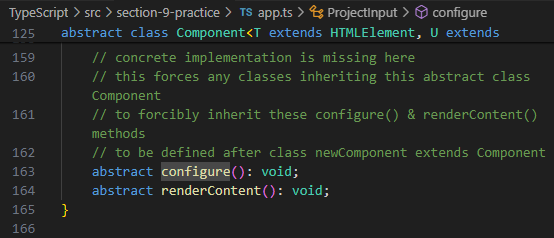 TypeScript > src > section-9-practice > TS app.ts > ProjectInput > configure
125 abstract class Component<T extends HTMLElement, U extends
159 // concrete implementation is missing here
160 // this forces any classes inheriting this abstract class
Component
161 // to forcibly inherit these configure() & renderContent()
methods
162 // to be defined after class newComponent extends Component
163 abstract configure(): void;
164 abstract renderContent(): void;
165 }
166